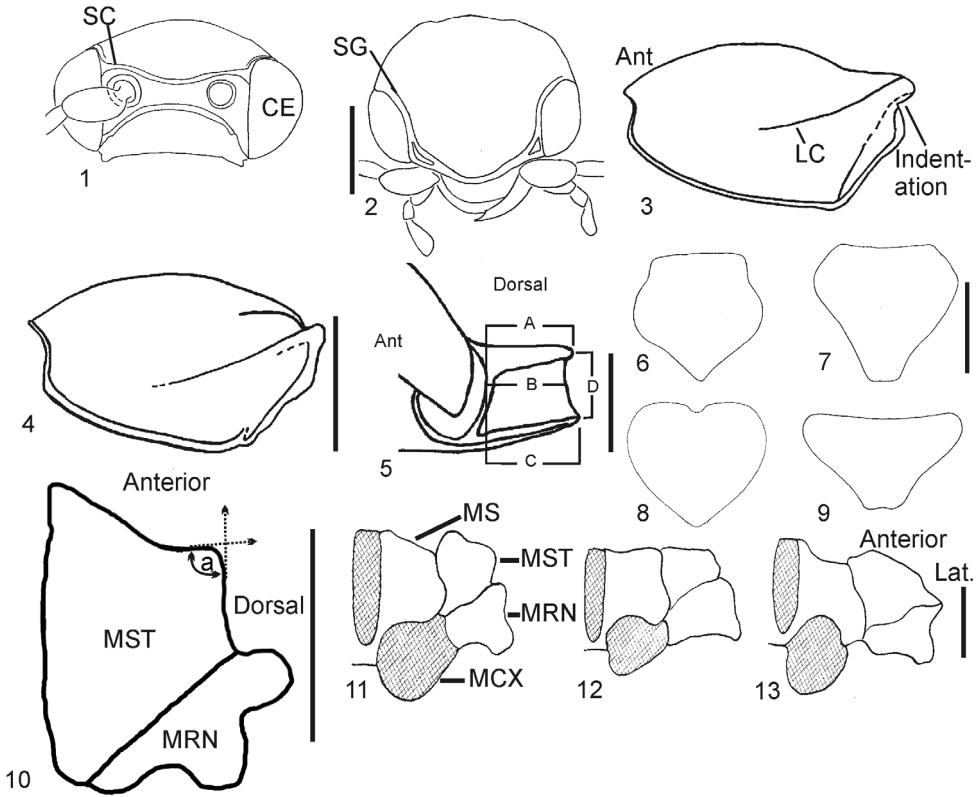 SC
CE
1
SG
2
Ant
LC
Indent-
ation
3
4
Dorsal
Ant
A
B
C
D
5
6
7
8
9
Anterior
a
Dorsal
MST
MRN
10
MS
MST
MRN
MCX
11
12
Anterior
Lat.
13